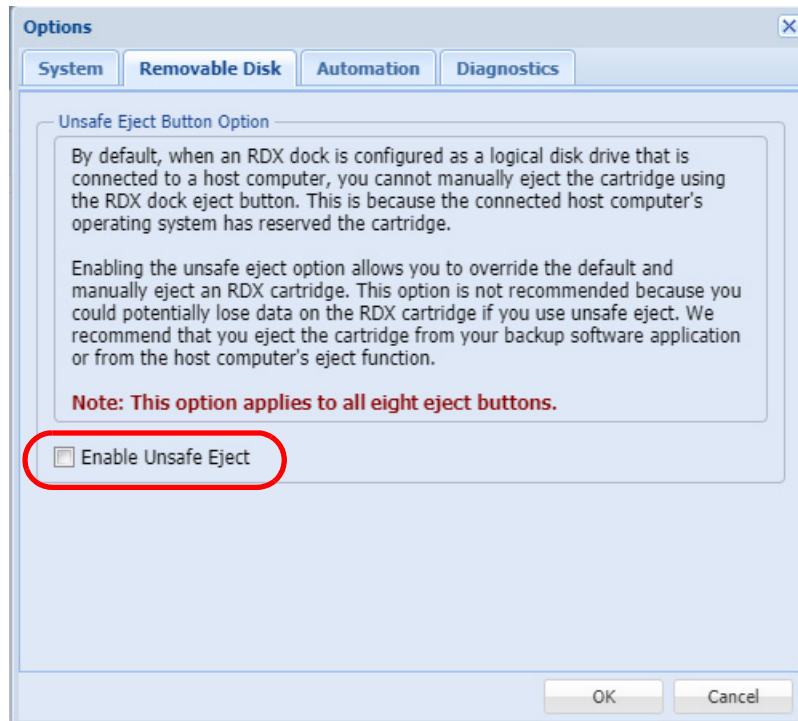 Options
System
Removable Disk
Automation
Diagnostics
Unsafe Eject Button Option
By default, when an RDX dock is configured as a logical disk drive that is
connected to a host computer, you cannot manually eject the cartridge using
the RDX dock eject button. This is because the connected host computer's
operating system has reserved the cartridge.
Enabling the unsafe eject option allows you to override the default and
manually eject an RDX cartridge. This option is not recommended because you
could potentially lose data on the RDX cartridge if you use unsafe eject. We
recommend that you eject the cartridge from your backup software application
or from the host computer's eject function.
Note: This option applies to all eight eject buttons.
Enable Unsafe Eject
OK
Cancel